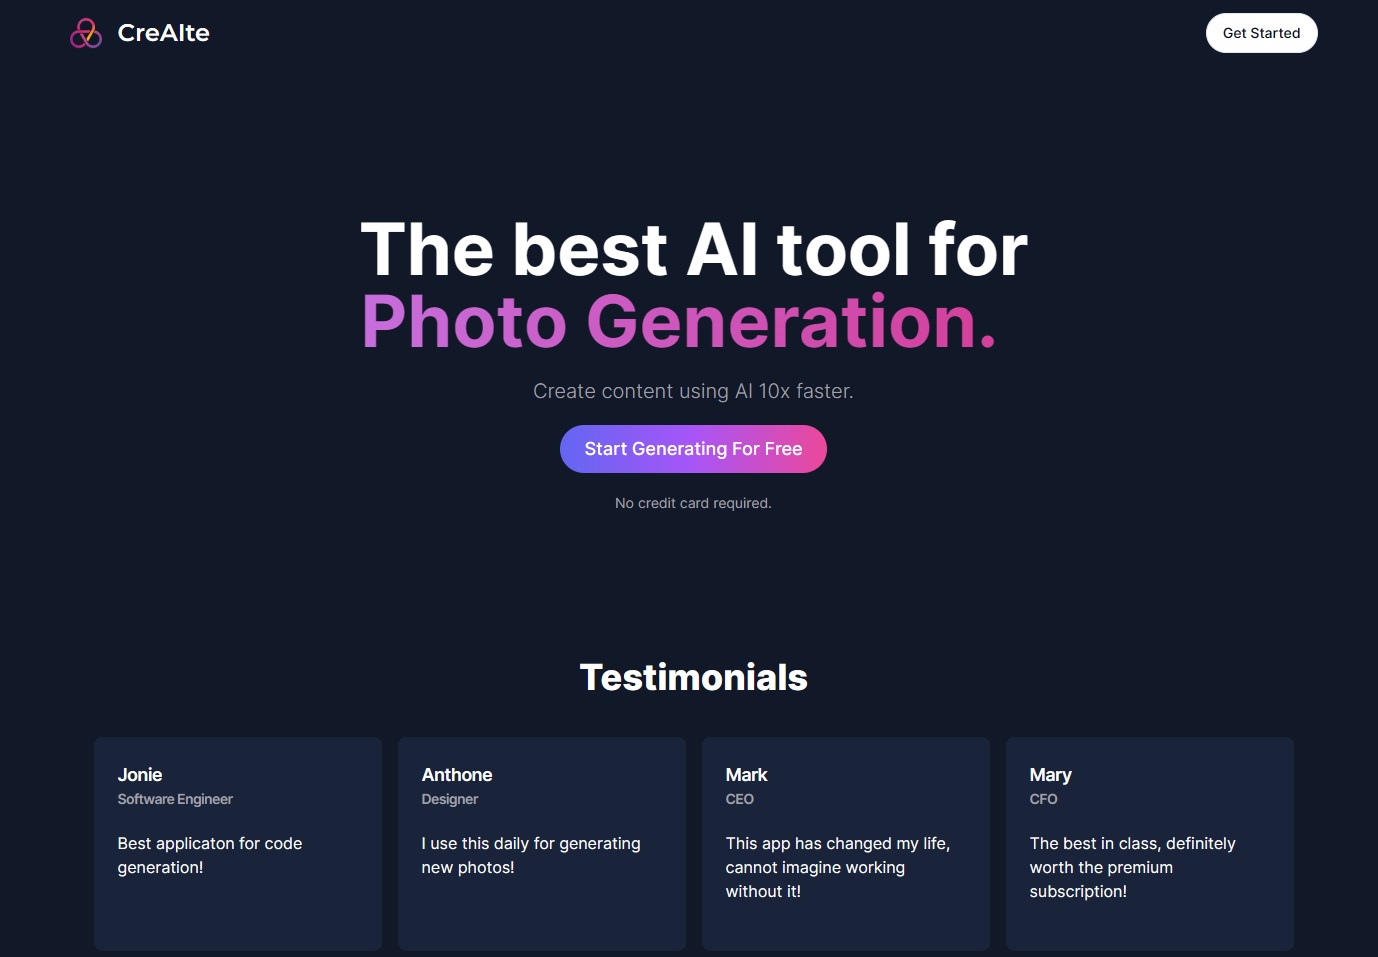 CreAIte
Get Started
The best AI tool for
Photo Generation.
Create content using AI 10x faster.
Start Generating For Free
No credit card required.
Testimonials
Jonie
Software Engineer
Best applicaton for code
generation!
Anthone
Designer
I use this daily for generating
new photos!
Mark
CEO
This app has changed my life,
cannot imagine working
without it!
Mary
CFO
The best in class, definitely
worth the premium
subscription!